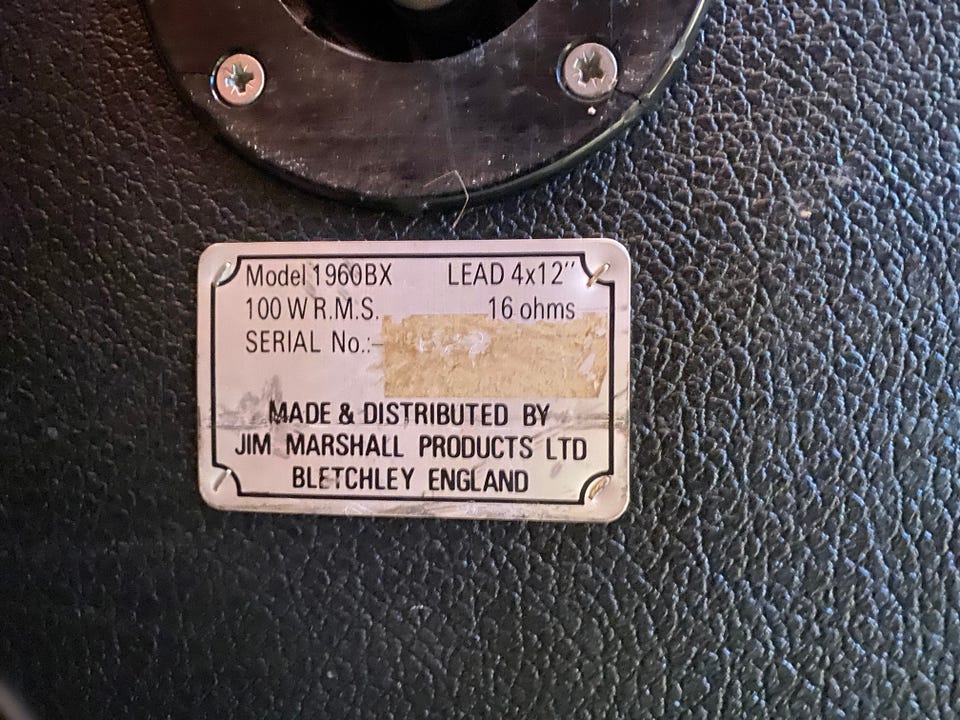 Model 1960BX LEAD 4x12"
100 W R.M.S. 16 ohms
SERIAL No.:-
MADE & DISTRIBUTED BY
JIM MARSHALL PRODUCTS LTD
BLETCHLEY ENGLAND